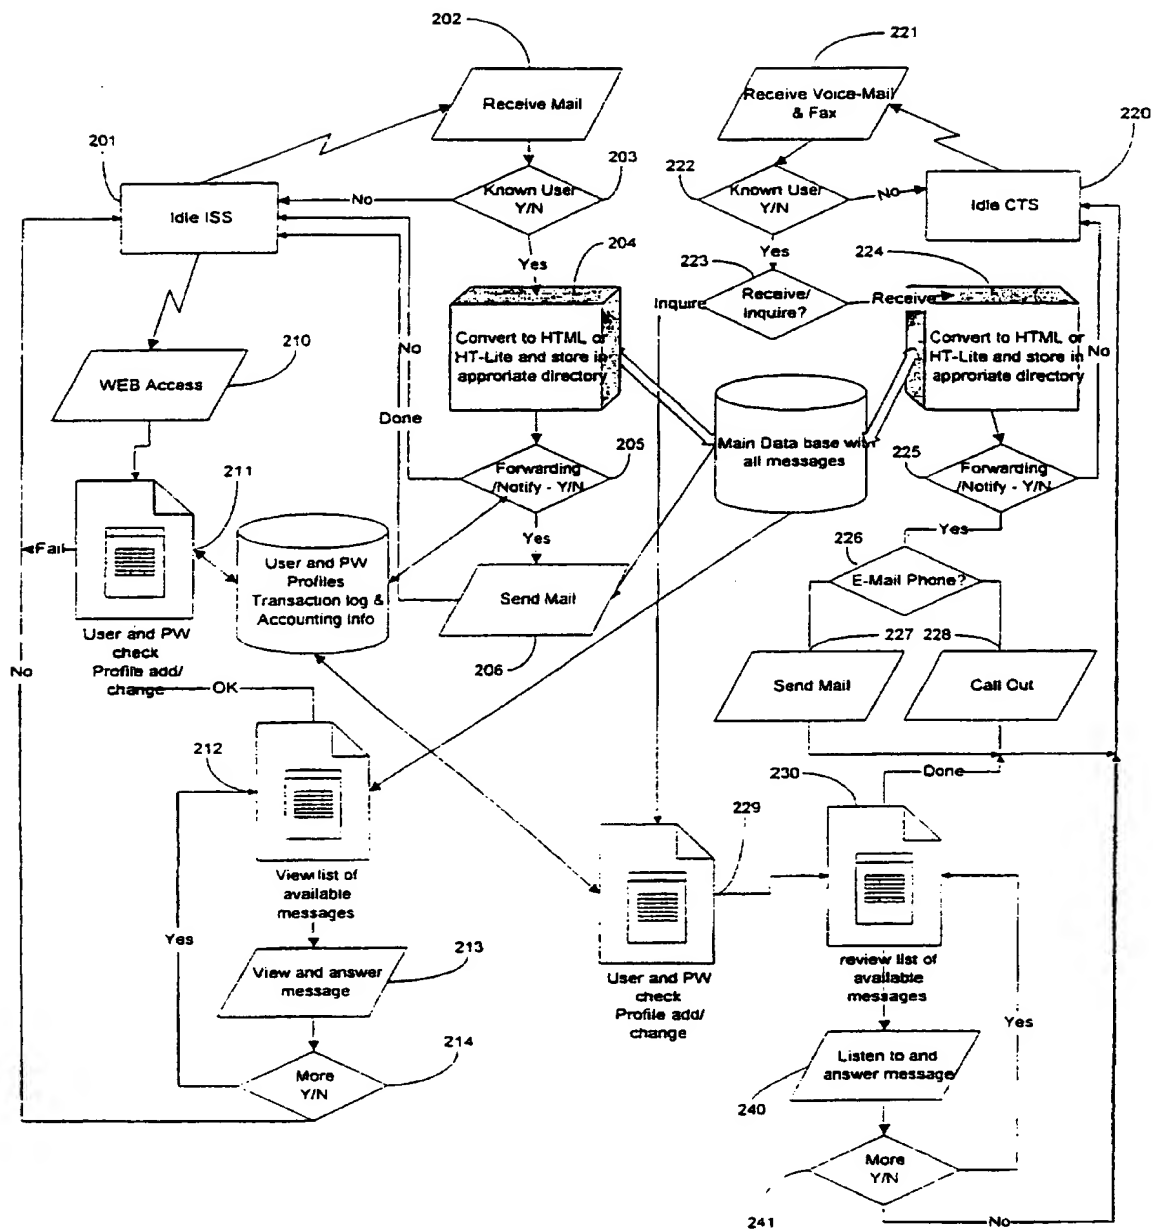 202
221
Receive Mail
Receive Voice-Mail
& Fax
220
201
203
222
Known User
Y/N
No
Known User
Y/N
No
Idle ISS
Idle CTS
Yes
204
Yes
223
224
Inquire
Receive/
Inquire?
Receive
Convert to HTML or
HT-Lite and store in
approriate directory
Convert to HTML or
HT-Lite and store in
approriate directory
No
No
210
WEB Access
Done
Main Data base with
all messages
205
Forwarding
/Notify - Y/N
225
Forwarding
/Notify - Y/N
211
Yes
Yes
226
Fail
User and PW
Profiles
Transaction log &
Accounting Info
E-Mail Phone?
Send Mail
206
User and PW
check
Profile add/
change
227
228
No
OK
Send Mail
Call Out
212
Done
230
229
View list of
available
messages
Yes
213
View and answer
message
User and PW
check
Profile add/
change
review list of
available
messages
Yes
214
More
Y/N
Listen to and
answer message
240
More
Y/N
241
No